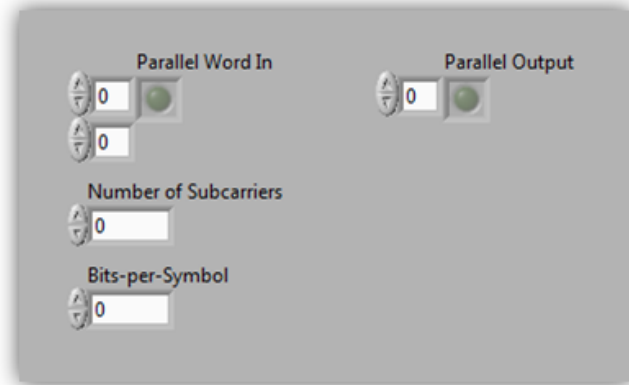 Parallel Word In
Parallel Output
0
0
0
Number of Subcarriers
0
Bits-per-Symbol
0